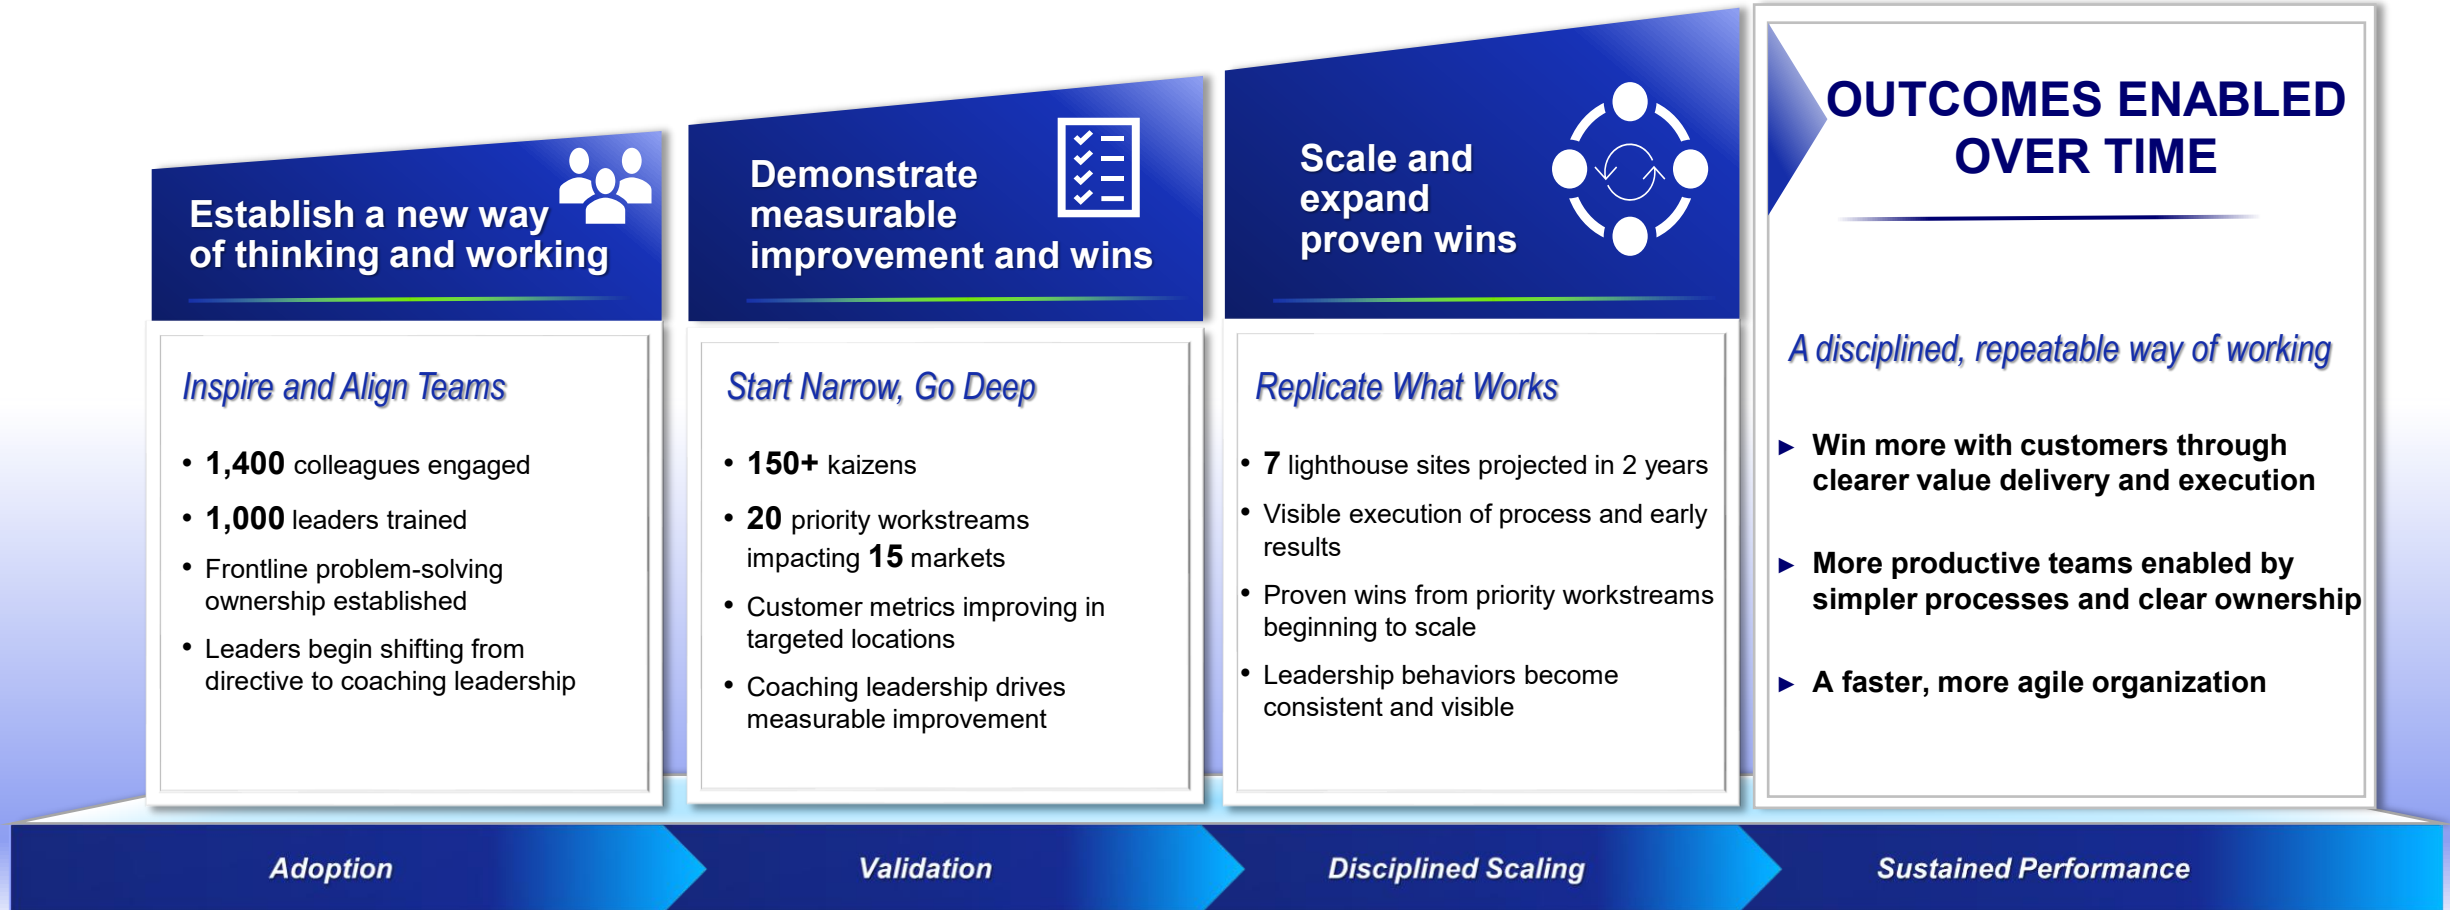 Establish a new way
of thinking and working
Inspire and Align Teams
• 1,400 colleagues engaged
• 1,000 leaders trained
• Frontline problem-solving
ownership established
• Leaders begin shifting from
directive to coaching leadership
Demonstrate
measurable
improvement and wins
Start Narrow, Go Deep
• 150+ kaizens
• 20 priority workstreams
impacting 15 markets
• Customer metrics improving in
targeted locations
• Coaching leadership drives
measurable improvement
Scale and
expand
proven wins
Replicate What Works
• 7 lighthouse sites projected in 2 years
• Visible execution of process and early
results
• Proven wins from priority workstreams
beginning to scale
• Leadership behaviors become
consistent and visible
OUTCOMES ENABLED
OVER TIME
A disciplined, repeatable way of working
► Win more with customers through
clearer value delivery and execution
► More productive teams enabled by
simpler processes and clear ownership
► A faster, more agile organization
Adoption
Validation
Disciplined Scaling
Sustained Performance